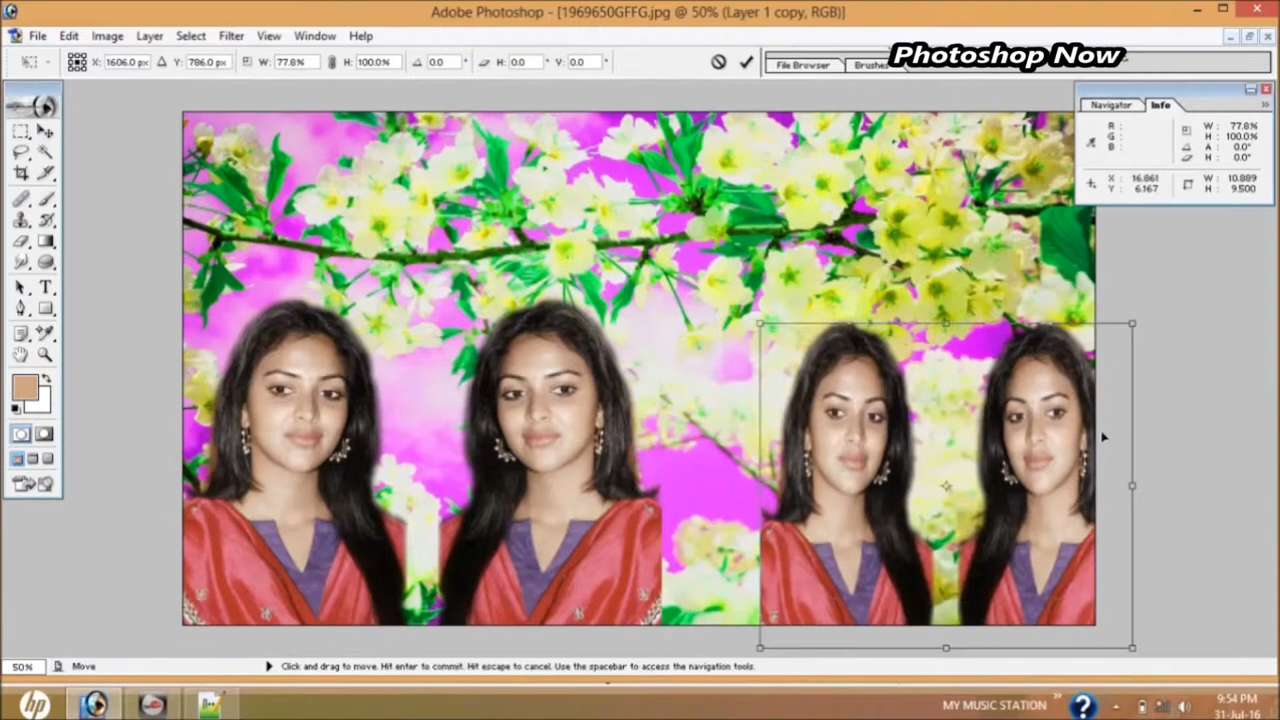 Adobe Photoshop - [1969650GFFG.jpg @ 50% (Layer 1 copy, RGB)]
File Edit Image Layer Select Filter View Window Help
X: 1606.0 px Y: 786.0 px W: 77.8% H: 100.0% 0.0 ° H: 0.0 V: 0.0 °
File Browser Brushes
Photoshop Now
Navigator Info
R : W : 77.8%
G : H : 100.0%
B : A : 0.0°
H : 0.0°
X : 16.861 W : 10.889
Y : 6.167 H : 9.500
T
50% Move Click and drag to move. Hit enter to commit. Hit escape to cancel. Use the spacebar to access the navigation tools.
hp MY MUSIC STATION » ? 9:54 PM
31-Jul-16